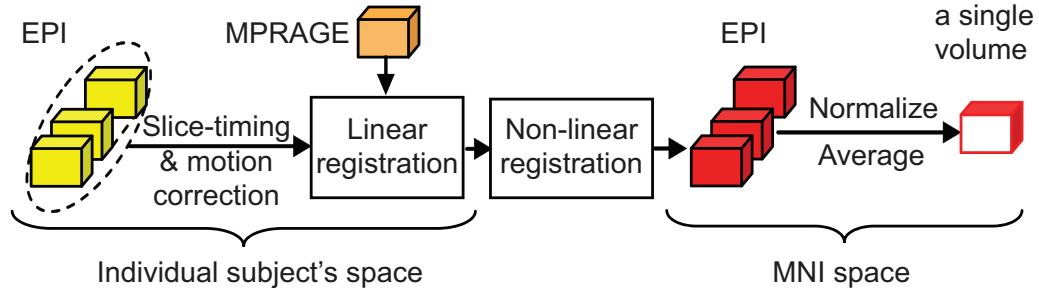 EPI
MPRAGE
Slice-timing
& motion
correction
Linear
registration
Non-linear
registration
EPI
Normalize
Average
a single
volume
Individual subject's space
MNI space